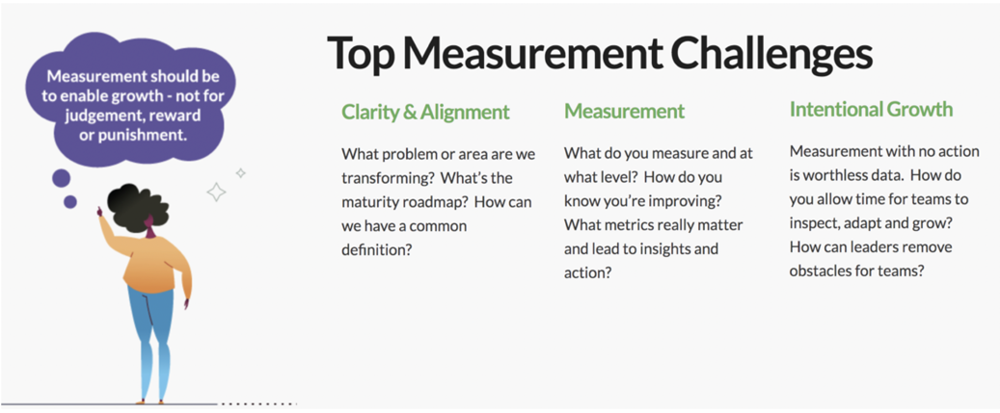 Measurement should be
to enable growth - not for
judgement, reward
or punishment.
Top Measurement Challenges
Clarity & Alignment
What problem or area are we
transforming? What's the
maturity roadmap? How can
we have a common
definition?
Measurement
What do you measure and at
what level? How do you
know you're improving?
What metrics really matter
and lead to insights and
action?
Intentional Growth
Measurement with no action
is worthless data. How do
you allow time for teams to
inspect, adapt and grow?
How can leaders remove
obstacles for teams?